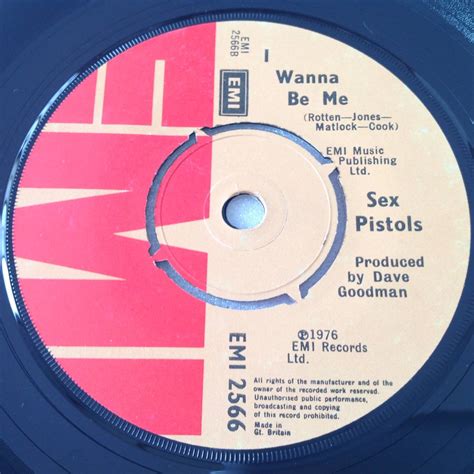 EMI
EMI
2566B
EMI
I
Wanna
Be Me
(Rotten—Jones—
Matlock—Cook)
EMI Music
Publishing
Ltd.
Sex
Pistols
Produced
by Dave
Goodman
℗1976
EMI Records
Ltd.
EMI 2566
All rights of the manufacturer and of the
owner of the recorded work reserved.
Unauthorised public performance,
broadcasting and copying
of this record prohibited.
Made in
Gt. Britain